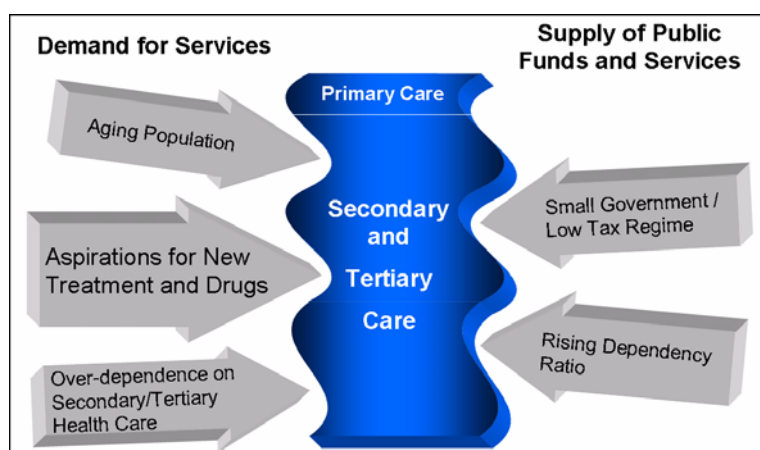 Demand for Services
Supply of Public
Funds and Services
Primary Care
Aging Population
Secondary
and
Tertiary
Care
Small Government /
Low Tax Regime
Aspirations for New
Treatment and Drugs
Rising Dependency
Ratio
Over-dependence on
Secondary/Tertiary
Health Care